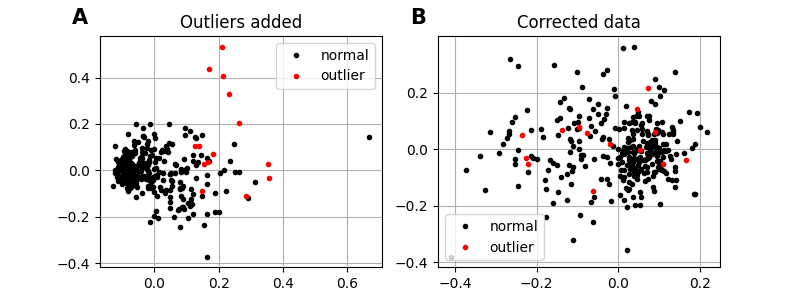 A
Outliers added
normal
outlier
0.4
0.2
0.0
−0.2
−0.4
0.0 0.2 0.4 0.6
B
Corrected data
0.2
0.0
−0.2
−0.4
normal
outlier
−0.4 −0.2 0.0 0.2